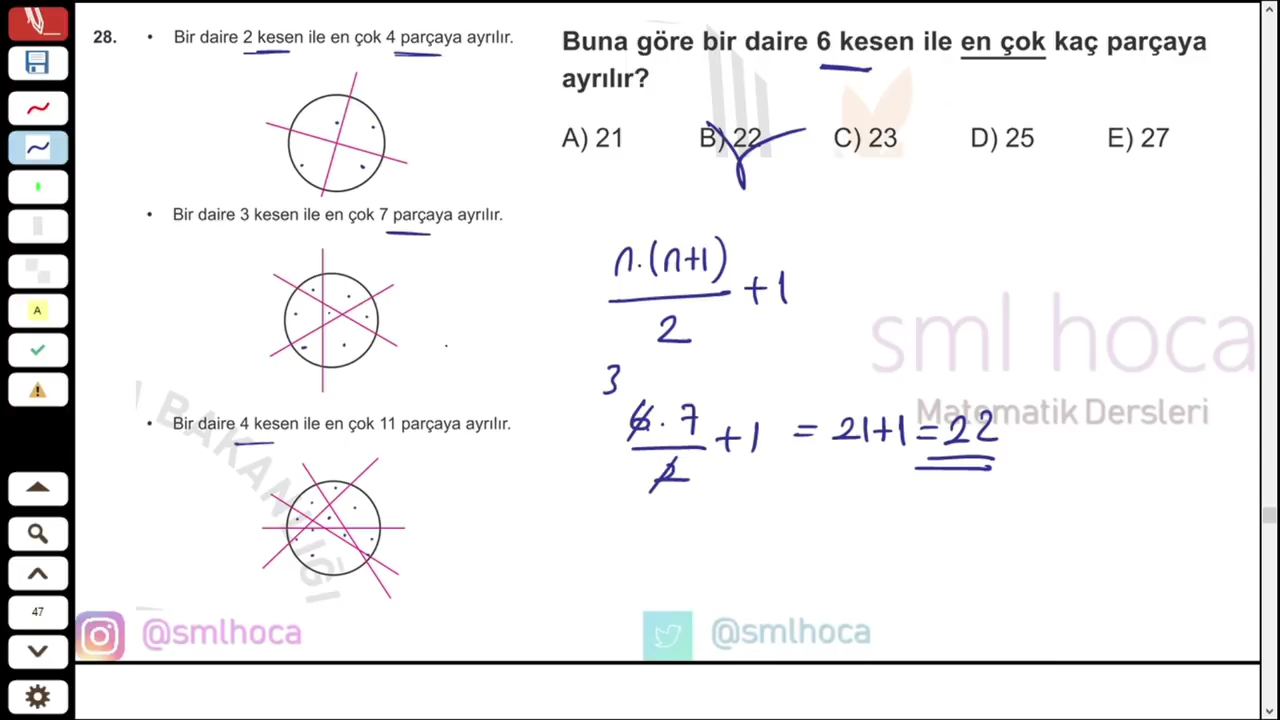 28. • Bir daire 2 kesen ile en çok 4 parçaya ayrılır.
• Bir daire 3 kesen ile en çok 7 parçaya ayrılır.
• Bir daire 4 kesen ile en çok 11 parçaya ayrılır.
BAKANLIĞI
@smlhoca
Buna göre bir daire 6 kesen ile en çok kaç parçaya
ayrılır?
A) 21 B) 22 C) 23 D) 25 E) 27
n.(n+1)
2
+ 1
3
6 . 7
2
+ 1 = 21+1 = 22
sml hoca
Matematik Dersleri
@smlhoca
A
47